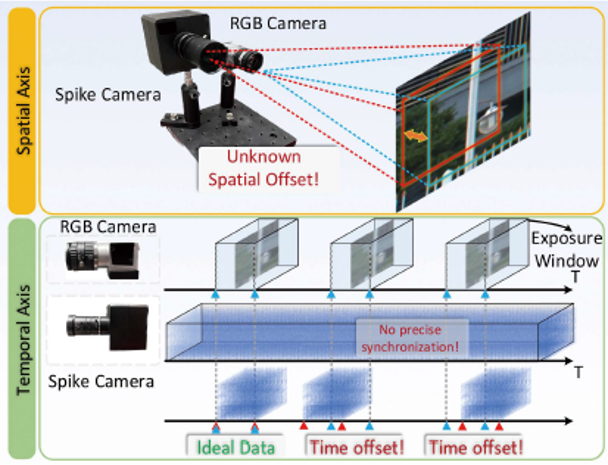 Spatial Axis
RGB Camera
Spike Camera
Unknown
Spatial Offset!
Temporal Axis
RGB Camera
Exposure
Window
T
No precise
synchronization!
Spike Camera
T
Ideal Data
Time offset!
Time offset!